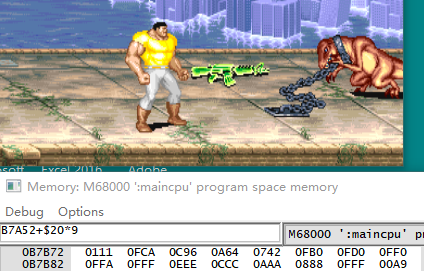 Excel 2016 Adobe
Memory: M68000 ':maincpu' program space memory
Debug Options
B7A52+$20*9 M68000 ':maincpu' p
0B7B72 0111 0FCA 0C96 0A64 0742 0FB0 0FD0 0FF0
0B7B82 0FFA 0FFF 0EEE 0CCC 0AAA 0888 0FFF 00A9